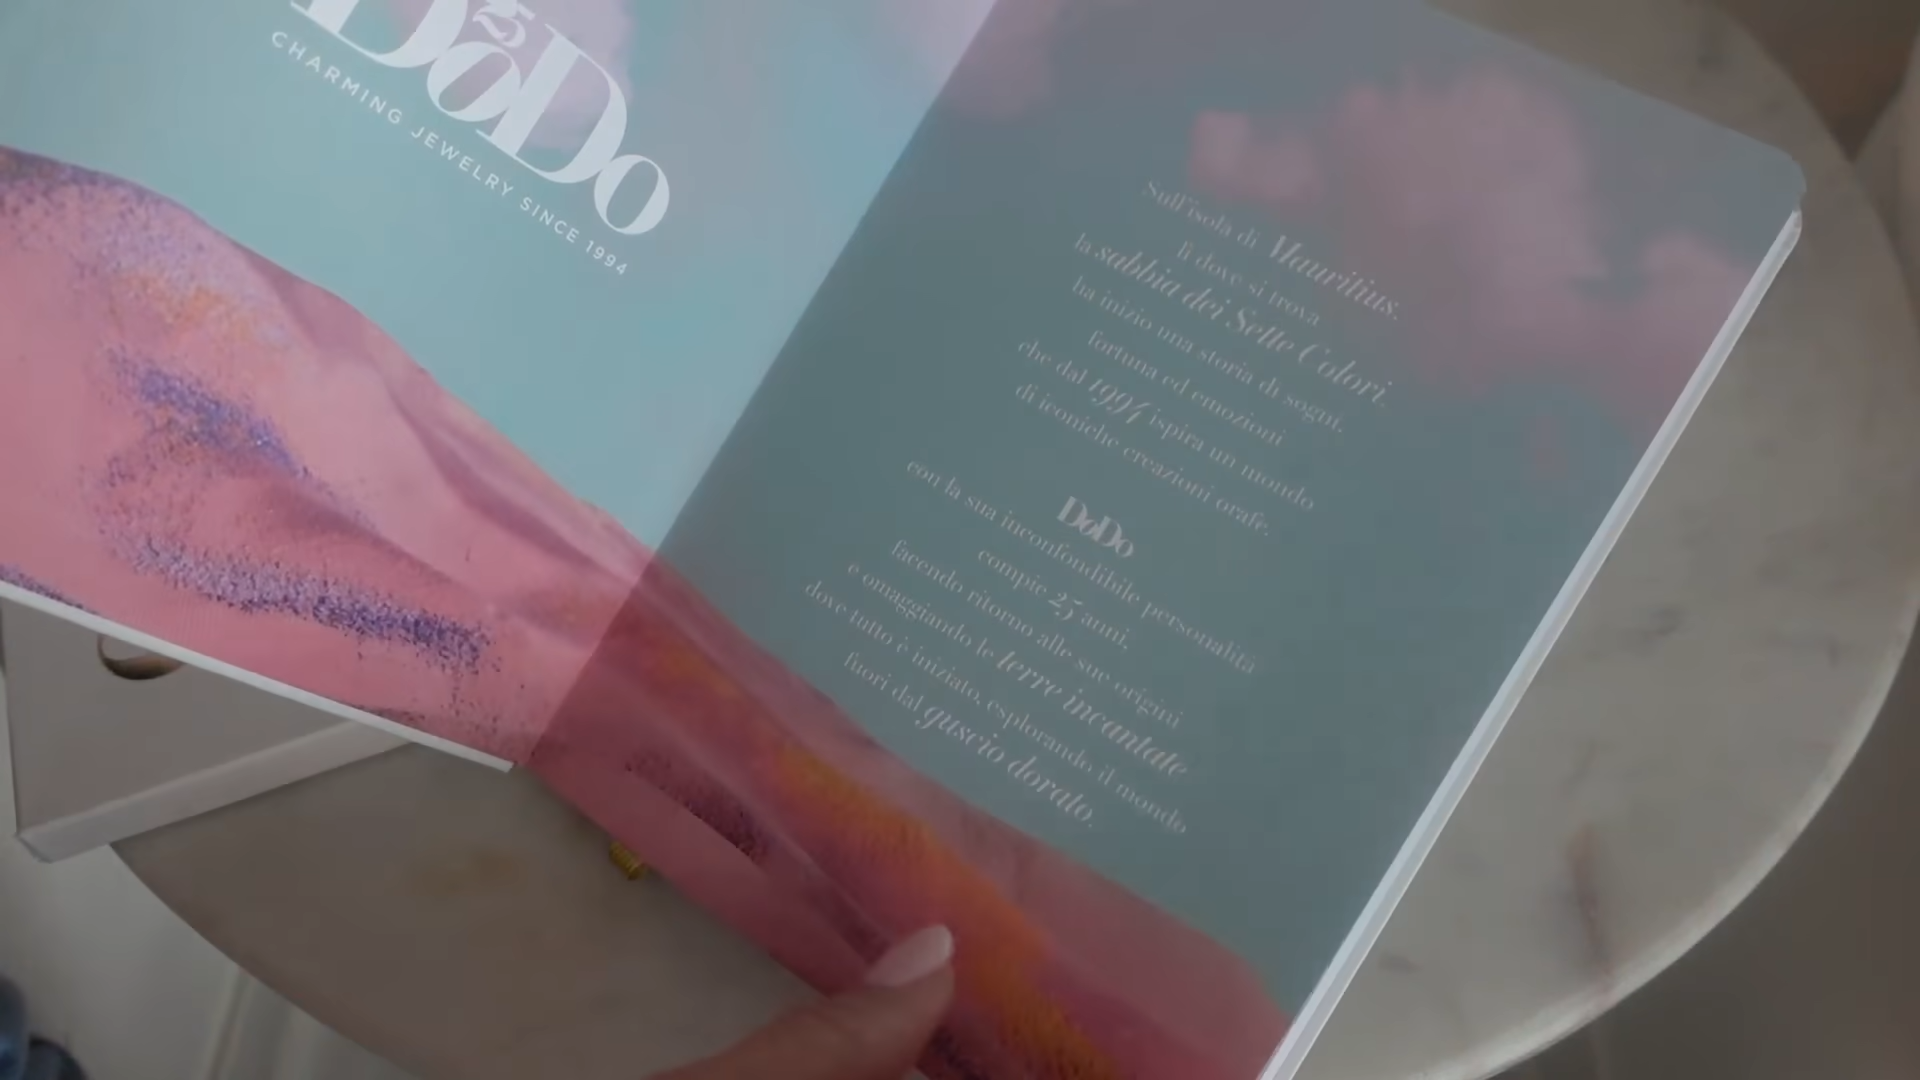 DoDo
25
CHARMING JEWELRY SINCE 1994
Sull'isola di Mauritius,
lì dove si trova
la sabbia dei Sette Colori,
ha inizio una storia di sogni,
fortuna ed emozioni
che dal 1994 ispira un mondo
di iconiche creazioni orafe.
DoDo
con la sua inconfondibile personalità
compie 25 anni,
facendo ritorno alle sue origini
e omaggiando le terre incantate
dove tutto è iniziato, esplorando il mondo
fuori dal guscio dorato.